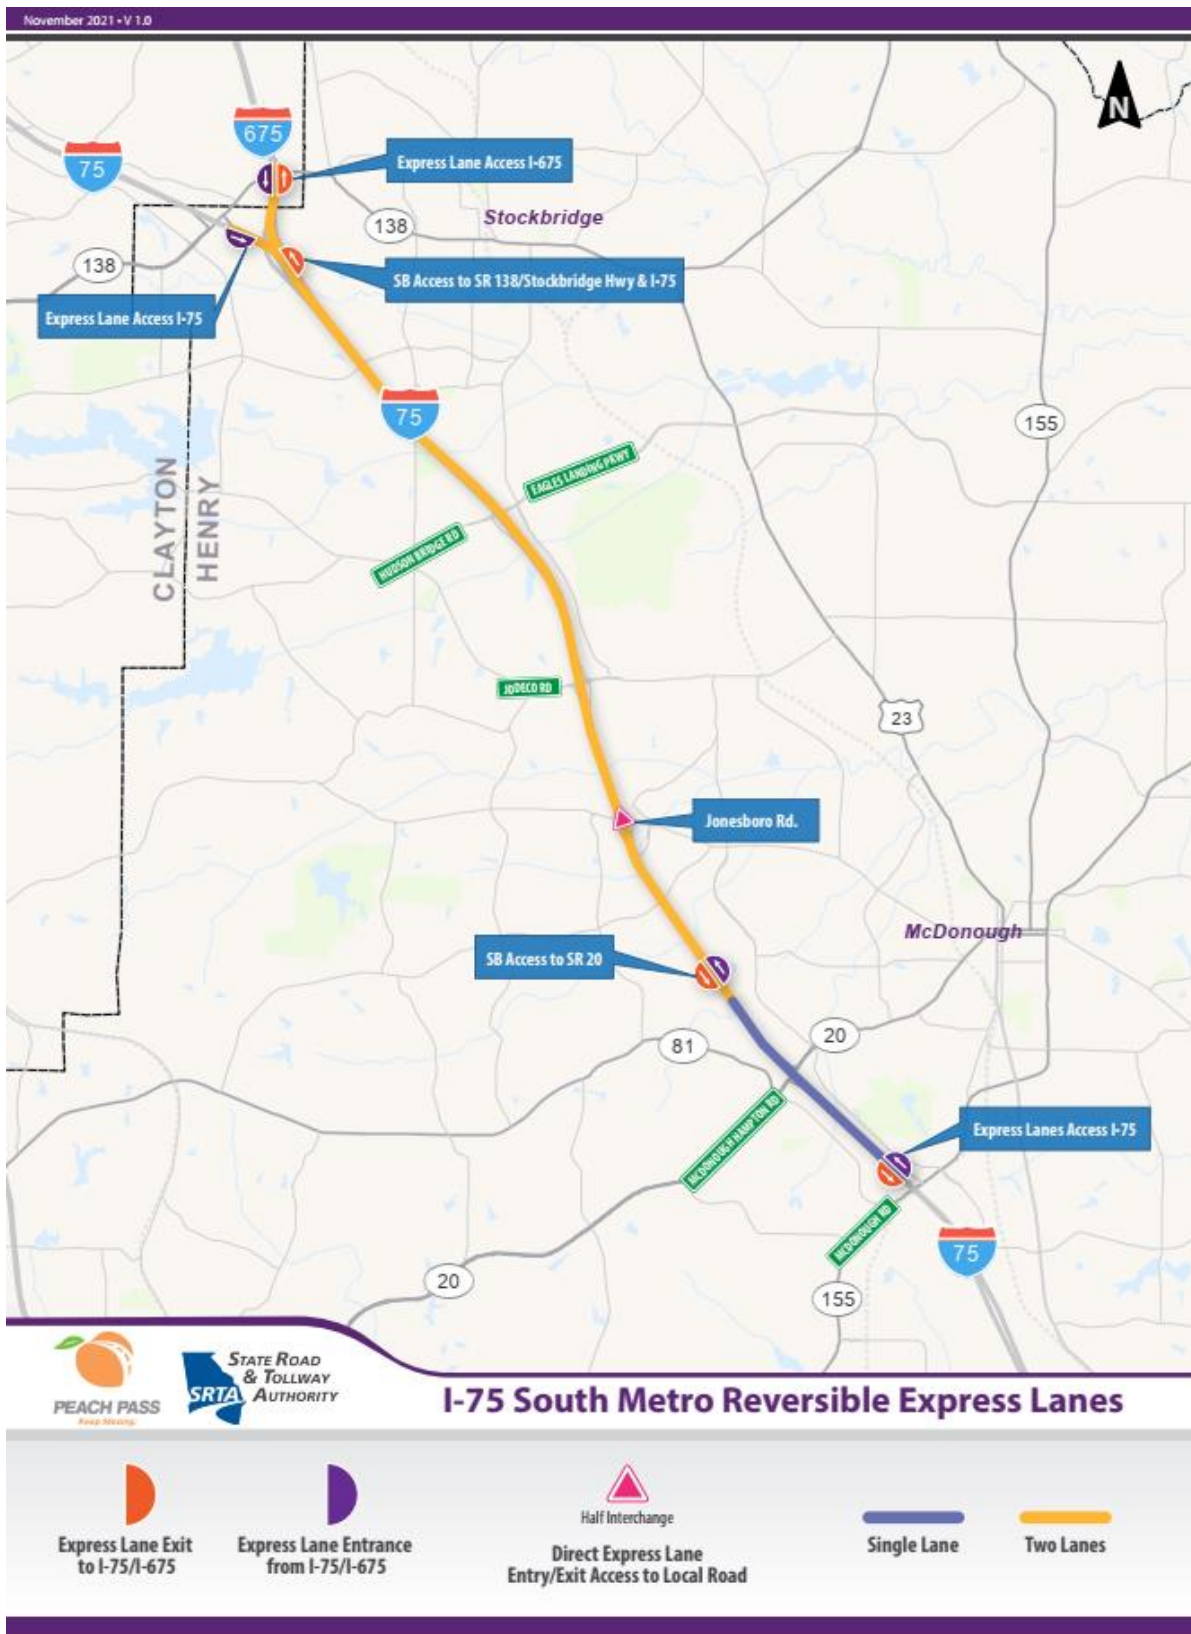 November 2021 • V 1.0
N
675
75
Express Lane Access I-675
138
Stockbridge
138
SB Access to SR 138/Stockbridge Hwy & I-75
Express Lane Access I-75
75
155
EAGLES LANDING PKWY
CLAYTON
HENRY
HUDSON BRIDGE RD
JODECO RD
23
Jonesboro Rd.
McDonough
SB Access to SR 20
20
81
MCDONOUGH HAMPTON RD
Express Lanes Access I-75
MCDONOUGH RD
75
20
155
PEACH PASS
Keep Moving.
SRTA
STATE ROAD
& TOLLWAY
AUTHORITY
I-75 South Metro Reversible Express Lanes
Express Lane Exit
to I-75/I-675
Express Lane Entrance
from I-75/I-675
Half Interchange
Direct Express Lane
Entry/Exit Access to Local Road
Single Lane
Two Lanes